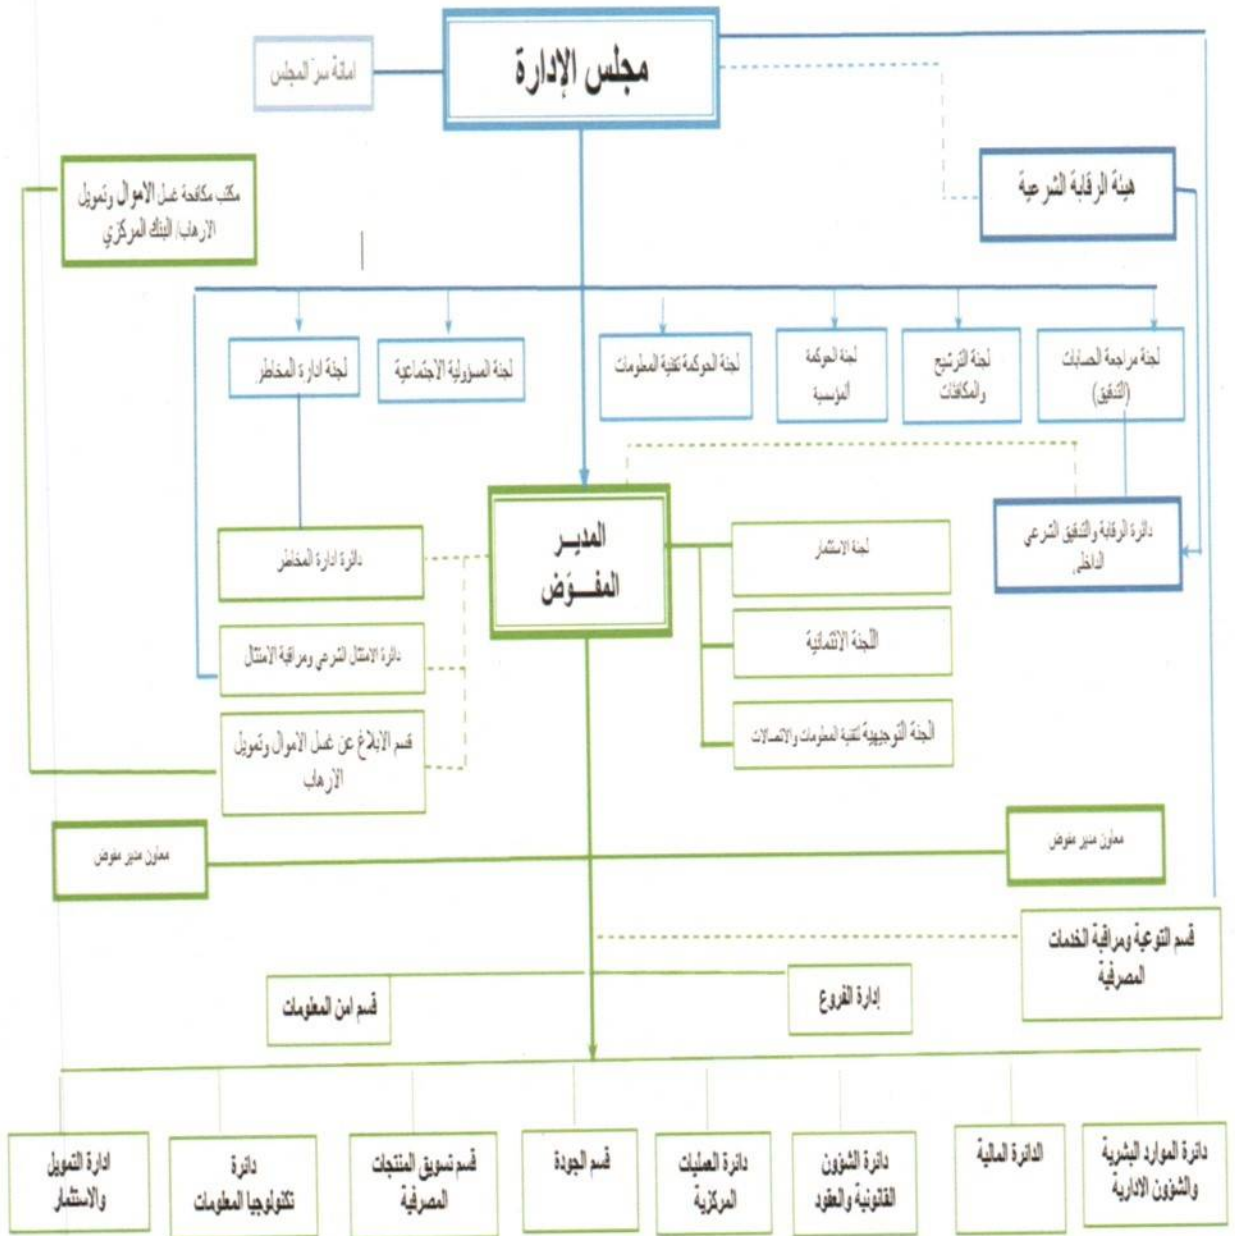 مجلس الإدارة
امانة سر المجلس
هيئة الرقابة الشرعية
مكتب مكافحة غسل الاموال وتمويل
الارهاب/ البنك المركزي
لجنة مراجعة الحسابات
(التدقيق)
لجنة الترشيح
والمكافئات
لجنة الحوكمة
المؤسسية
لجنة الحوكمة تقنية المعلومات
لجنة المسؤولية الاجتماعية
لجنة ادارة المخاطر
دائرة الرقابة والتدقيق الشرعي
الداخلي
لجنة الاستثمار
المديـر
المفـــوّض
دائرة ادارة المخاطر
اللجنة الائتمانية
دائرة الامتثال الشرعي ومراقبة الامتثال
الجنة التوجيهية لتقنية المعلومات والاتصالات
قسم الابلاغ عن غسل الاموال وتمويل
الارهاب
معاون مدير مفوض
معاون مدير مفوض
قسم التوعية ومراقبة الخدمات
المصرفية
إدارة الفروع
قسم امن المعلومات
دائرة الموارد البشرية
والشؤون الادارية
الدائرة المالية
دائرة الشؤون
القانونية والعقود
دائرة العمليات
المركزية
قسم الجودة
قسم تسويق المنتجات
المصرفية
دائرة
تكنولوجيا المعلومات
ادارة التمويل
والاستثمار